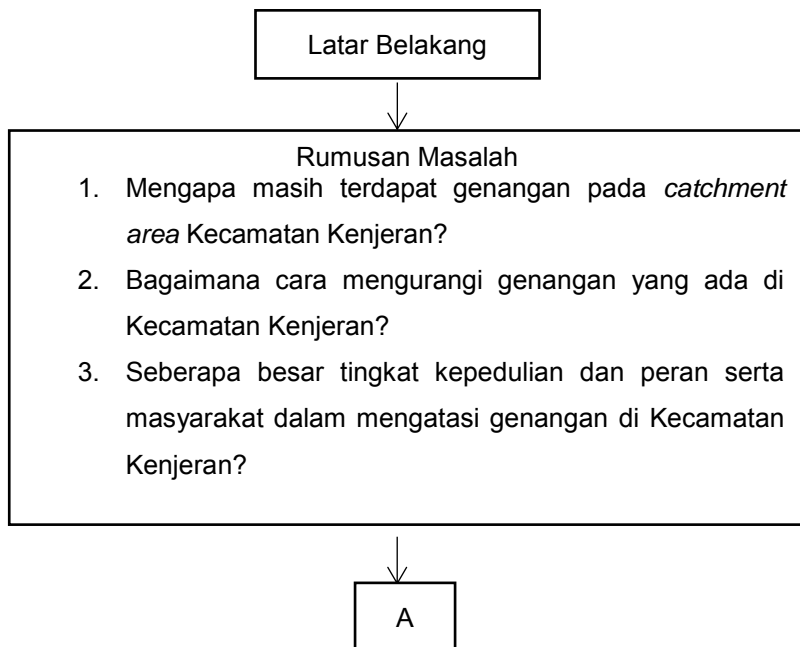 Latar Belakang
Rumusan Masalah
1. Mengapa masih terdapat genangan pada catchment
area Kecamatan Kenjeran?
2. Bagaimana cara mengurangi genangan yang ada di
Kecamatan Kenjeran?
3. Seberapa besar tingkat kepedulian dan peran serta
masyarakat dalam mengatasi genangan di Kecamatan
Kenjeran?
A